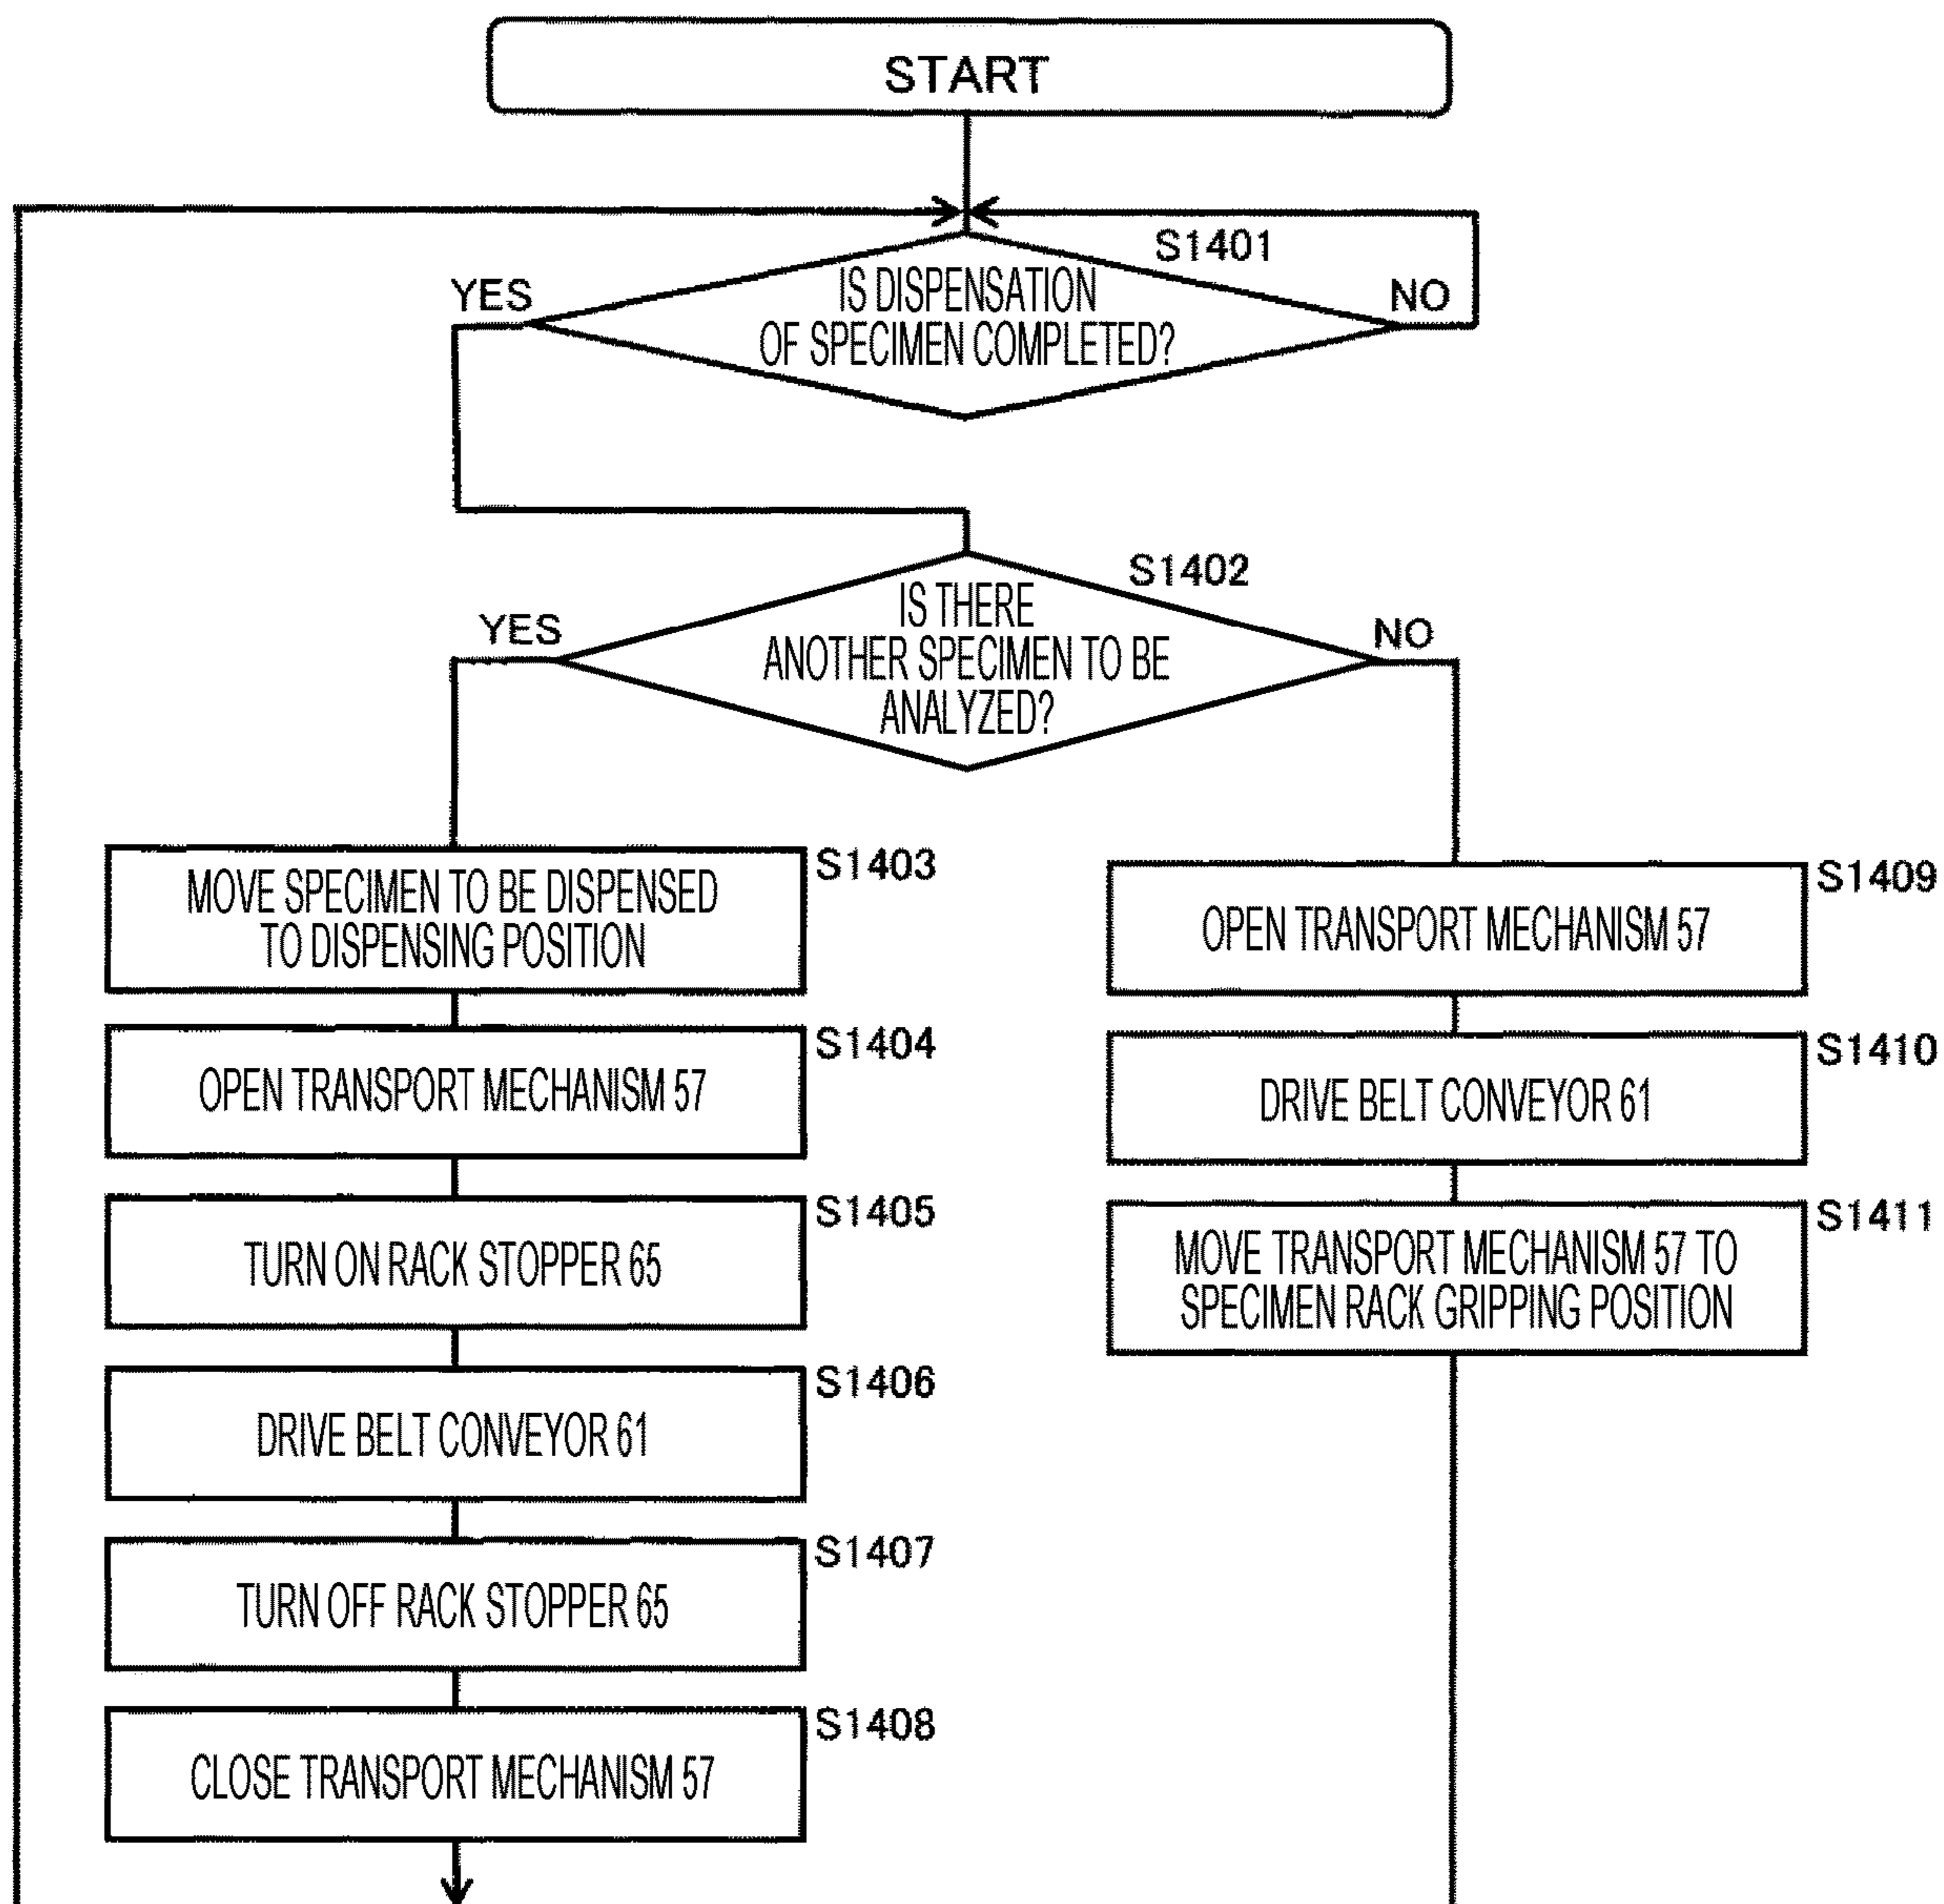 START
S1401
YES
IS DISPENSATION
OF SPECIMEN COMPLETED?
NO
S1402
YES
IS THERE
ANOTHER SPECIMEN TO BE
ANALYZED?
NO
S1403
MOVE SPECIMEN TO BE DISPENSED
TO DISPENSING POSITION
S1404
OPEN TRANSPORT MECHANISM 57
S1405
TURN ON RACK STOPPER 65
S1406
DRIVE BELT CONVEYOR 61
S1407
TURN OFF RACK STOPPER 65
S1408
CLOSE TRANSPORT MECHANISM 57
S1409
OPEN TRANSPORT MECHANISM 57
S1410
DRIVE BELT CONVEYOR 61
S1411
MOVE TRANSPORT MECHANISM 57 TO
SPECIMEN RACK GRIPPING POSITION